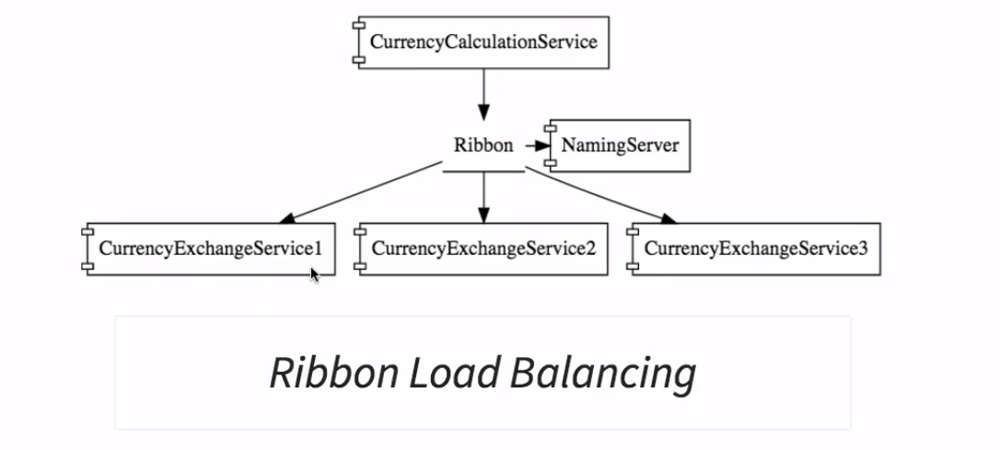 CurrencyCalculationService
Ribbon
NamingServer
CurrencyExchangeService1
CurrencyExchangeService2
CurrencyExchangeService3
Ribbon Load Balancing